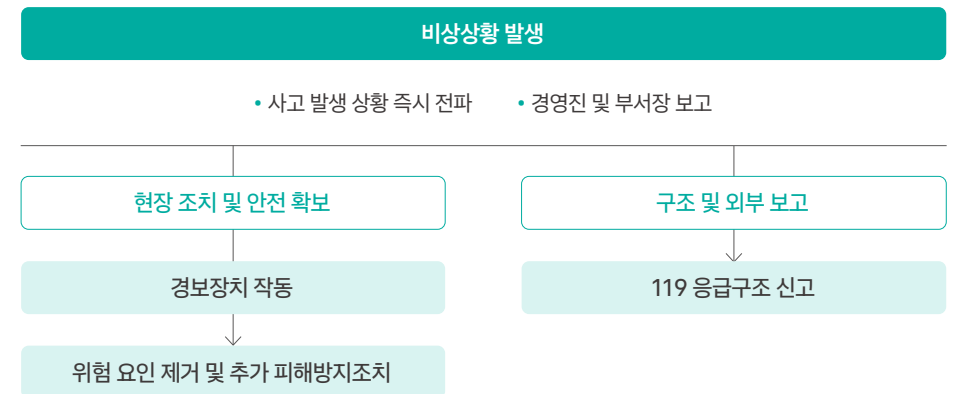 비상상황 발생
• 사고 발생 상황 즉시 전파 • 경영진 및 부서장 보고
현장 조치 및 안전 확보
구조 및 외부 보고
경보장치 작동
119 응급구조 신고
위험 요인 제거 및 추가 피해방지조치